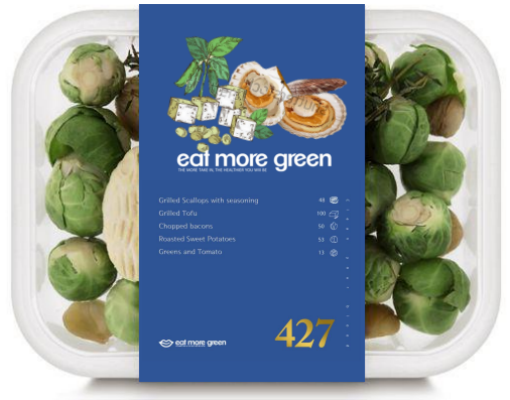 eat more green
Grilled Scallops with seasoning 48
Grilled Tofu 100
Chopped bacons 50
Roasted Sweet Potatoes 53
Greens and Tomato 13
eat more green
427